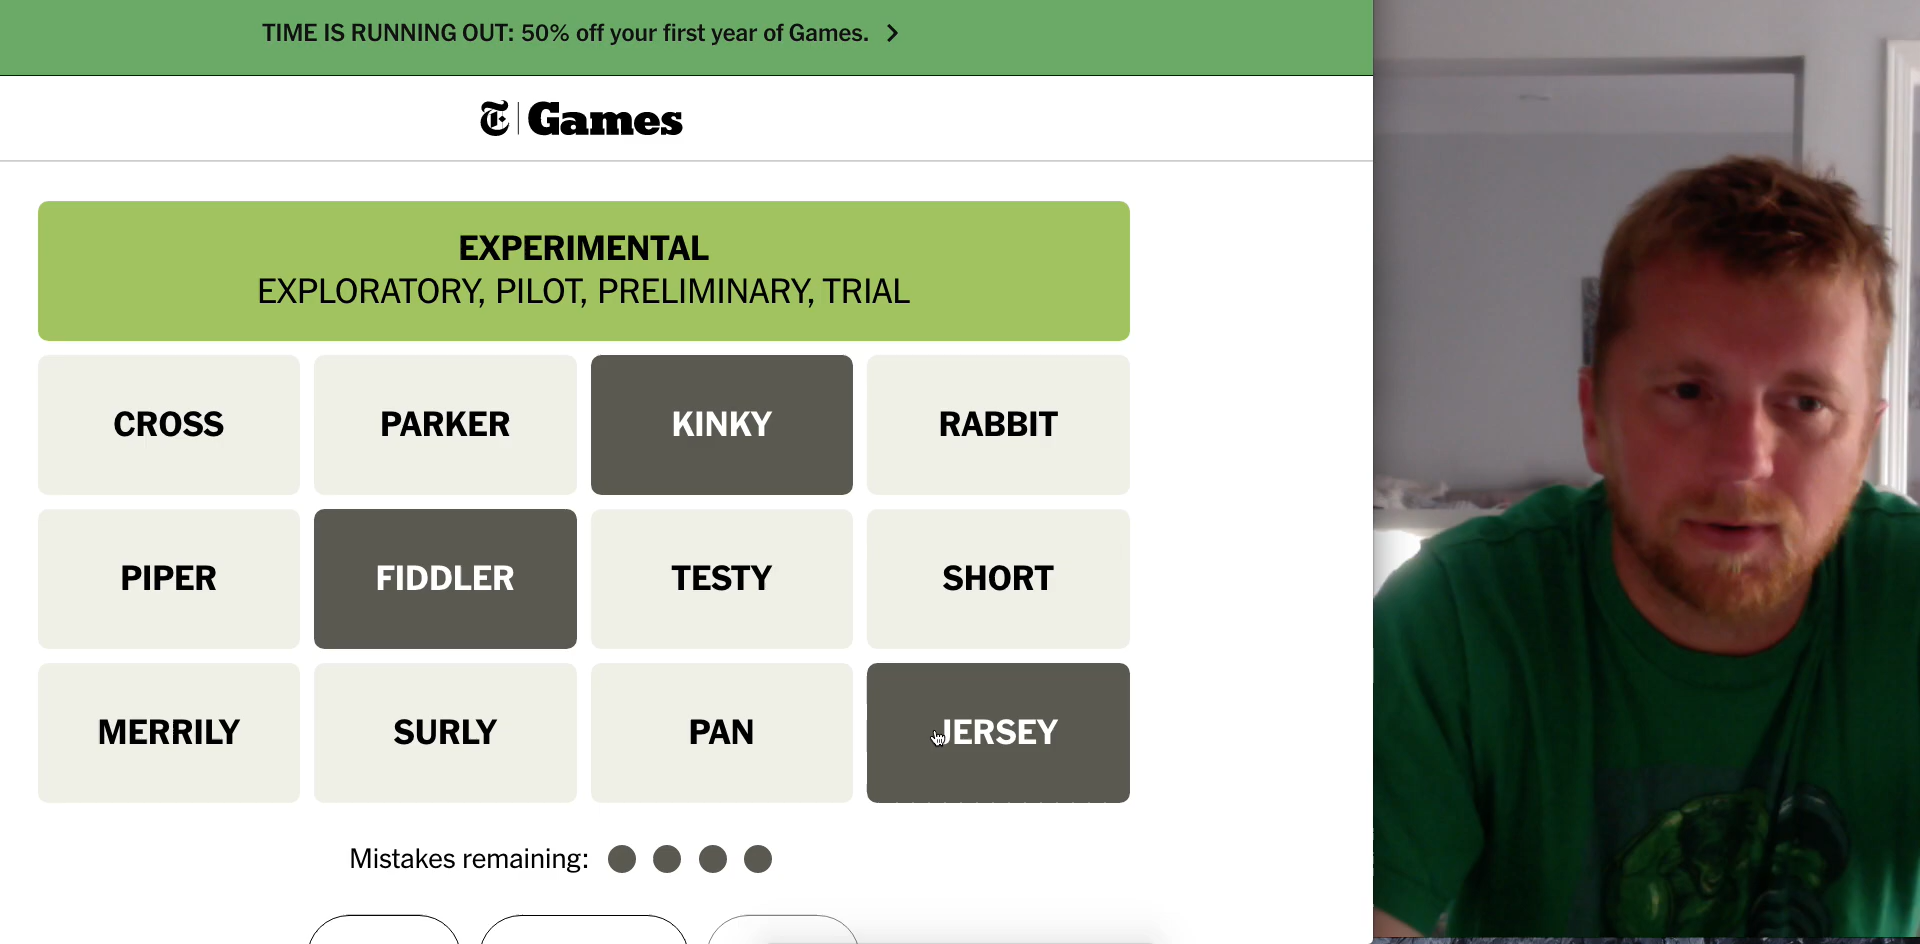 TIME IS RUNNING OUT: 50% off your first year of Games.
T Games
EXPERIMENTAL
EXPLORATORY, PILOT, PRELIMINARY, TRIAL
CROSS PARKER KINKY RABBIT
PIPER FIDDLER TESTY SHORT
MERRILY SURLY PAN JERSEY
Mistakes remaining: